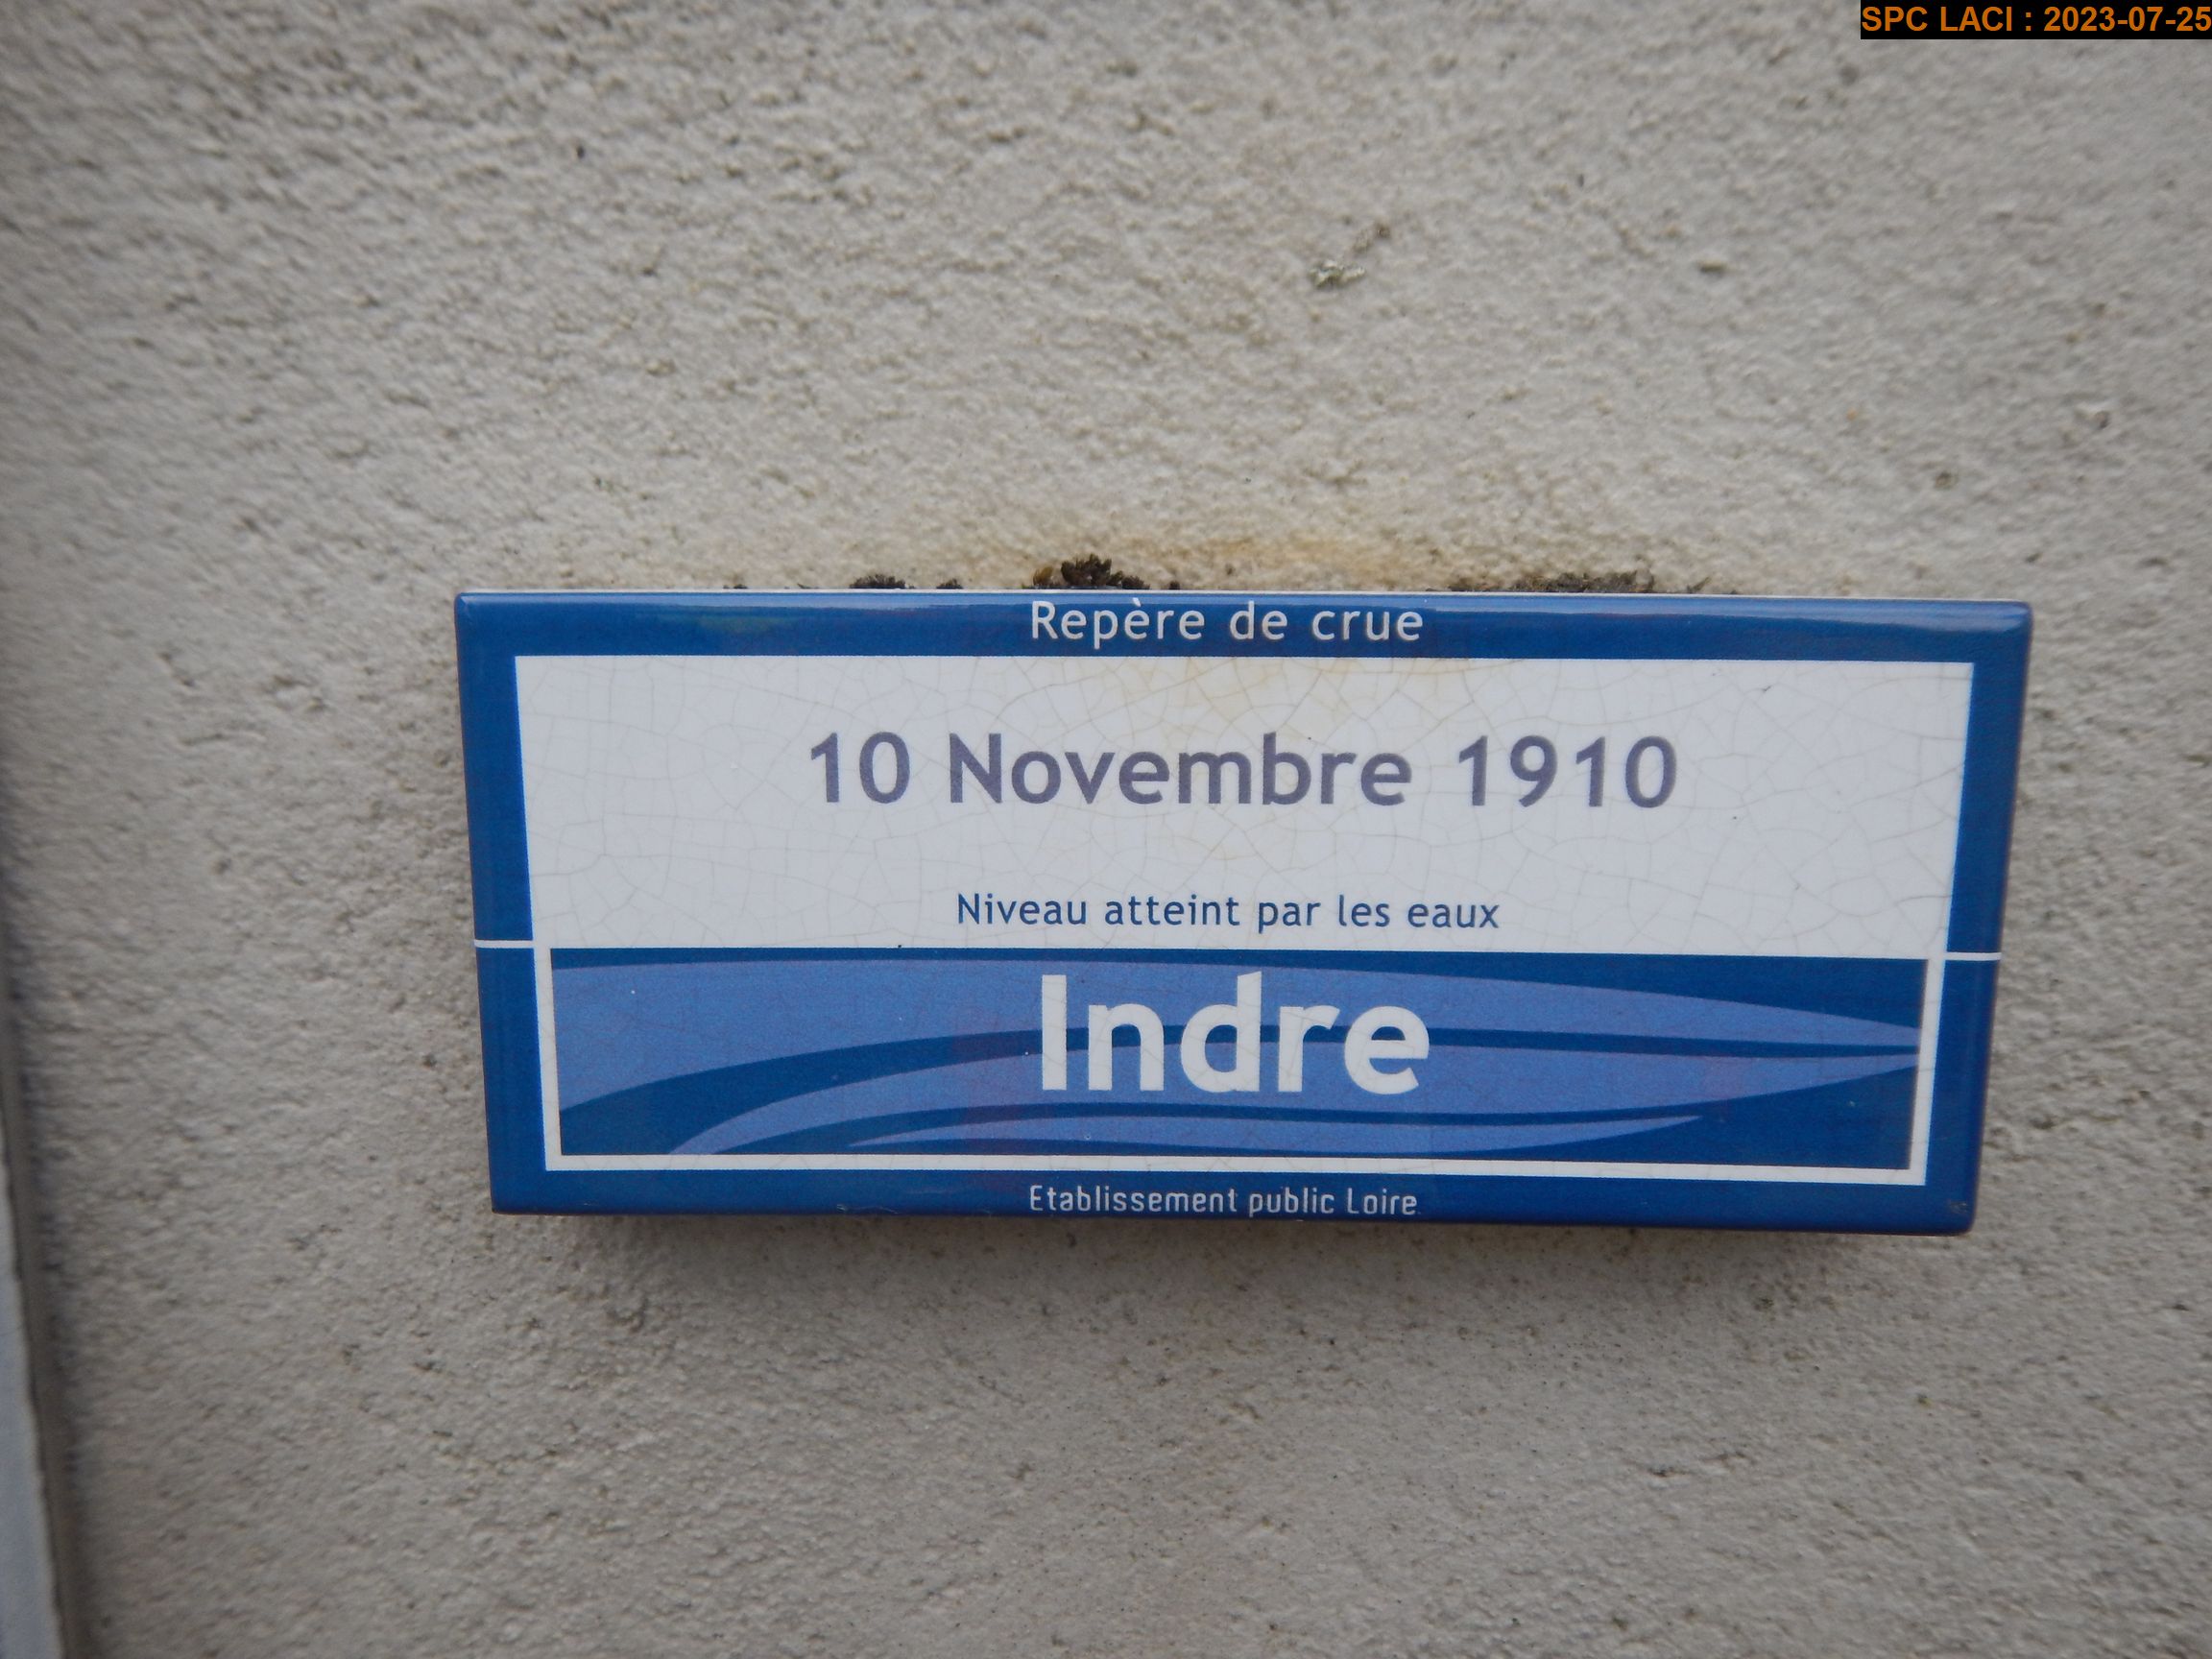 SPC LACI : 2023-07-25
Repère de crue
10 Novembre 1910
Niveau atteint par les eaux
Indre
Etablissement public Loire